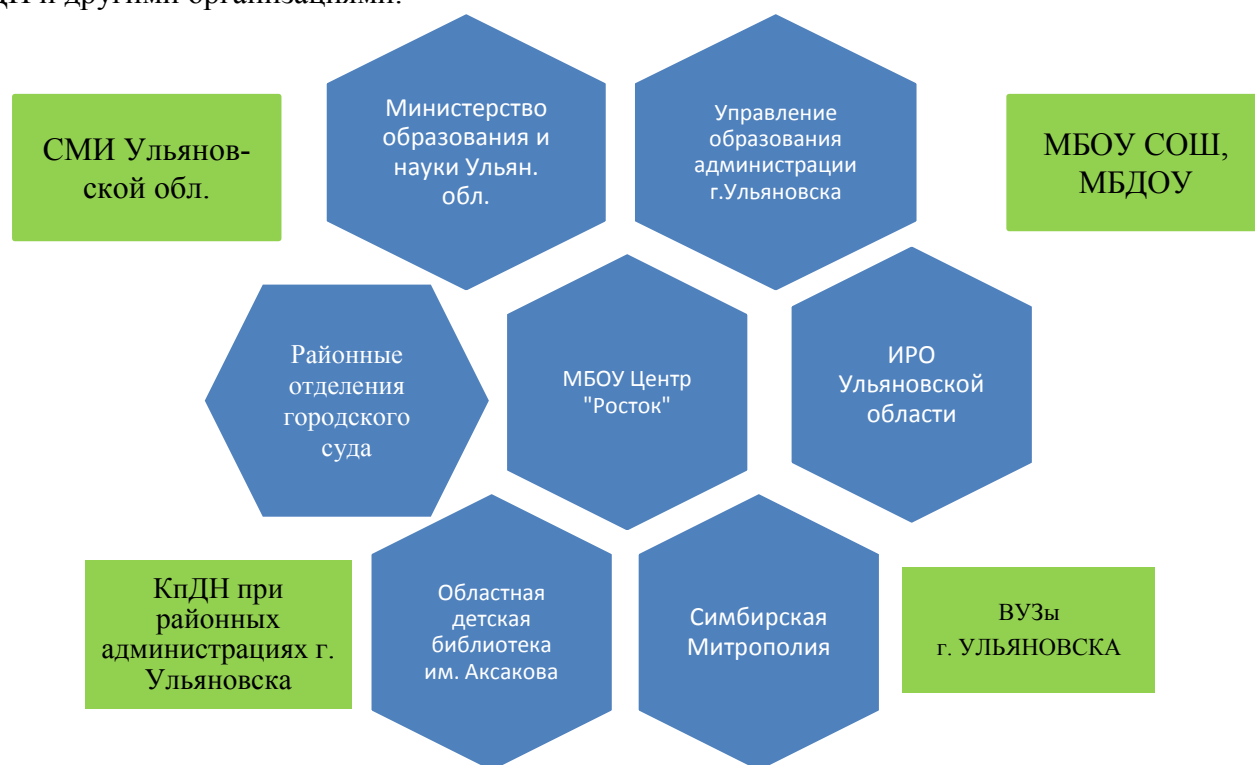 и другими организациями.
Министерство
образования и
науки Ульян.
обл.
Управление
образования
администрации
г.Ульяновска
СМИ Ульянов-
ской обл.
МБОУ СОШ,
МБДОУ
Районные
отделения
городского
суда
МБОУ Центр
"Росток"
ИРО
Ульяновской
области
КпДН при
районных
администрациях г.
Ульяновска
Областная
детская
библиотека
им. Аксакова
Симбирская
Митрополия
ВУЗы
г. УЛЬЯНОВСКА